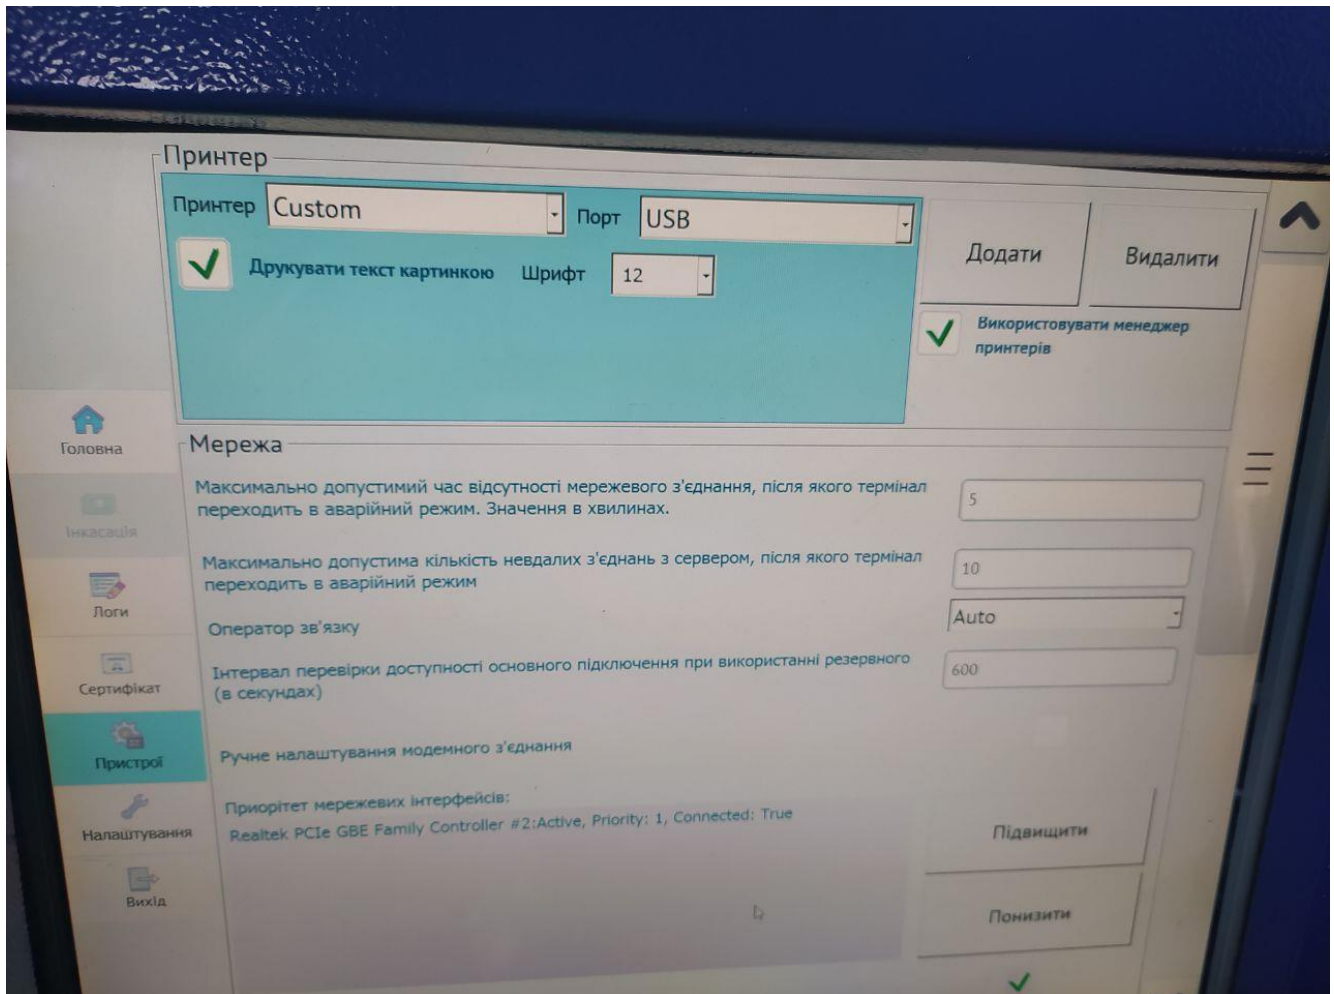 Принтер
Принтер Custom Порт USB
Додати Видалити
Друкувати текст картинкою Шрифт 12
Використовувати менеджер
принтерів
Головна
Інкасація
Логи
Сертифікат
Пристрої
Налаштування
Вихід
Мережа
Максимально допустимий час відсутності мережевого з'єднання, після якого термінал
переходить в аварійний режим. Значення в хвилинах.
5
Максимально допустима кількість невдалих з'єднань з сервером, після якого термінал
переходить в аварійний режим
10
Оператор зв'язку
Auto
Інтервал перевірки доступності основного підключення при використанні резервного
(в секундах)
600
Ручне налаштування модемного з'єднання
Приорітет мережевих інтерфейсів:
Realtek PCIe GBE Family Controller #2:Active, Priority: 1, Connected: True
Підвищити
Понизити